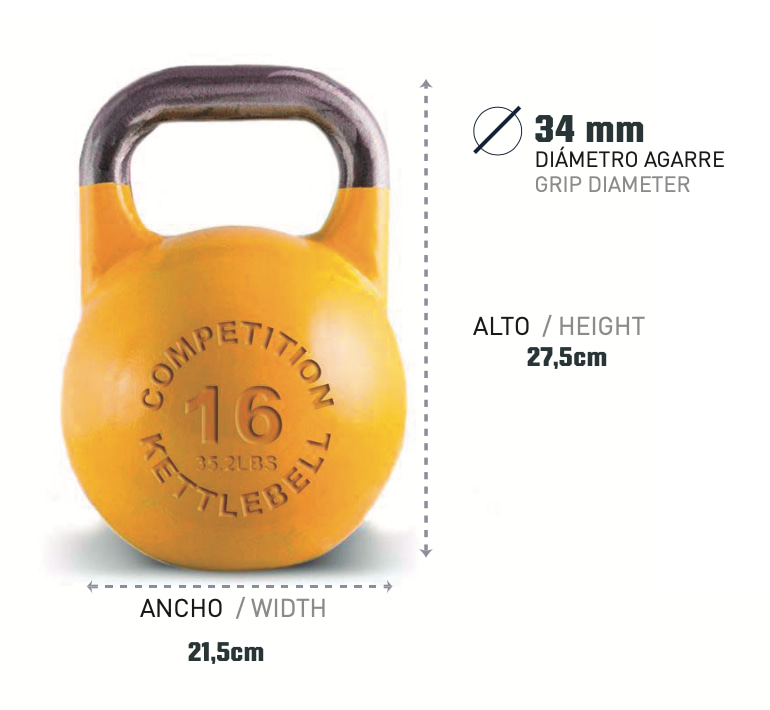 34 mm
DIÁMETRO AGARRE
GRIP DIAMETER
ALTO / HEIGHT
27,5cm
COMPETITION
16
35.2LBS
KETTLEBELL
ANCHO / WIDTH
21,5cm